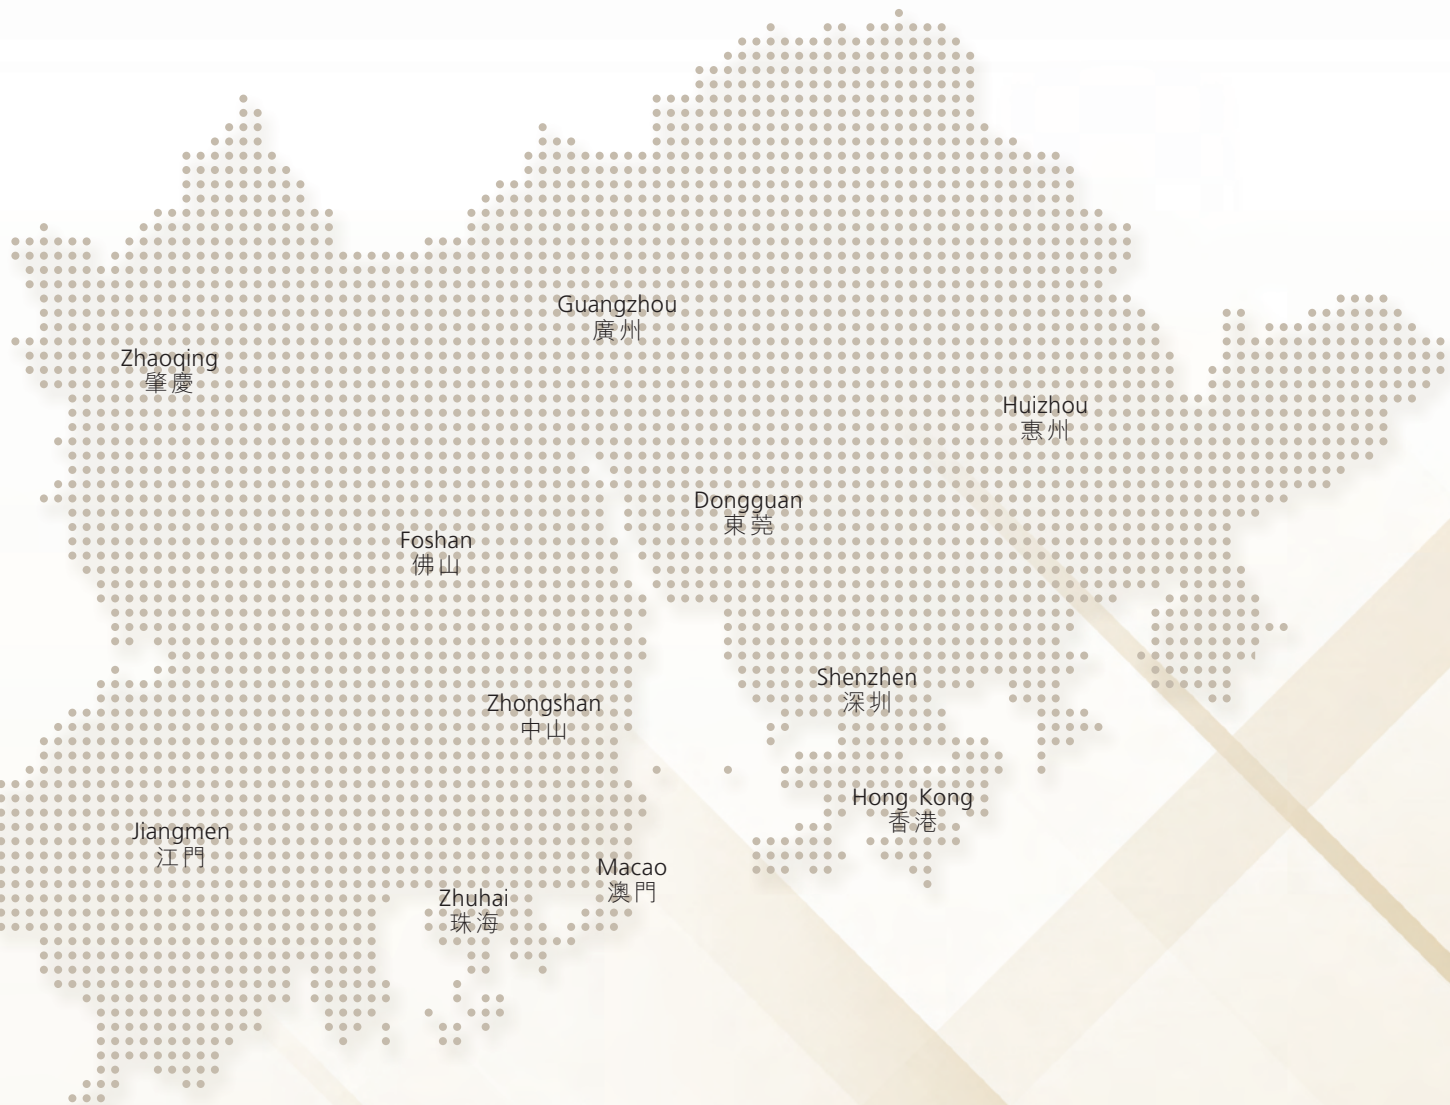 Guangzhou
廣州
Zhaoqing
肇慶
Huizhou
惠州
Dongguan
東莞
Foshan
佛山
Shenzhen
深圳
Zhongshan
中山
Hong Kong
香港
Jiangmen
江門
Macao
澳門
Zhuhai
珠海